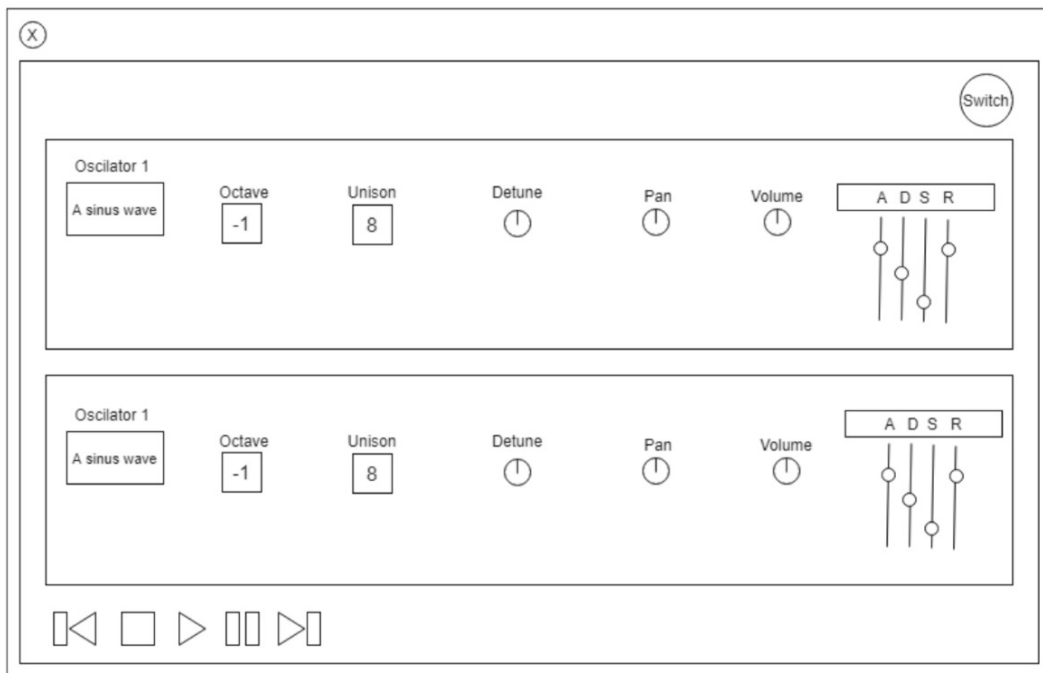 X
Switch
Oscilator 1
A sinus wave
Octave
-1
Unison
8
Detune
Pan
Volume
A D S R
Oscilator 1
A sinus wave
Octave
-1
Unison
8
Detune
Pan
Volume
A D S R